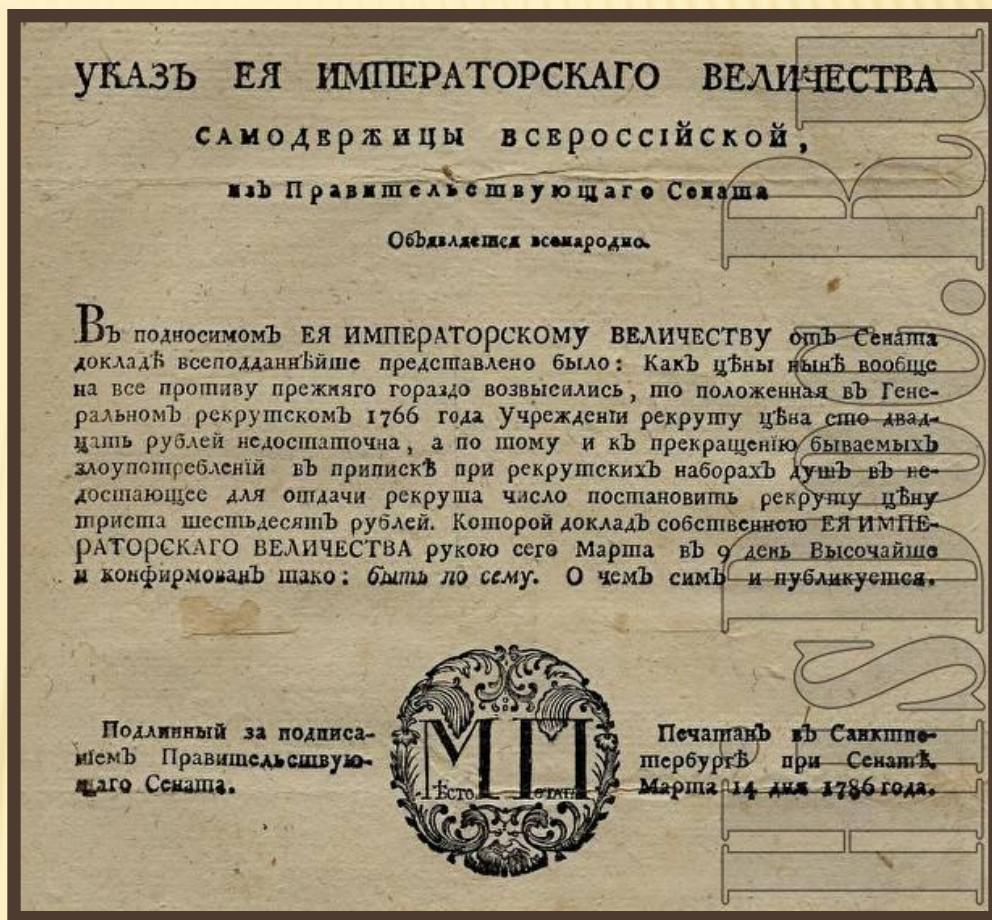 УКАЗЪ ЕЯ ИМПЕРАТОРСКАГО ВЕЛИЧЕСТВА
САМОДЕРЖИЦЫ ВСЕРОССІЙСКОЙ,
изЪ Правительствующаго Сената
ОбЪявляется всенародно.
ВЪ подносимомЪ ЕЯ ИМПЕРАТОРСКОМУ ВЕЛИЧЕСТВУ отЪ Сената
докладѣ всеподданнѣйше представлено было: КакЪ цѣны нынѣ вообще
на все противу прежняго гораздо возвысились, то положенная вЪ Гене-
ральномЪ рекрутскомЪ 1766 года Учрежденіи рекруту цѣна сто двад-
цать рублей недостаточна, а по тому и кЪ прекращенію бываемыхЪ
злоупотребленій вЪ припискѣ при рекрутскихЪ наборахЪ душЪ вЪ не-
достающее для отдачи рекрута число постановить рекруту цѣну
триста шестьдесятЪ рублей. Которой докладЪ собственною ЕЯ ИМПЕ-
РАТОРСКАГО ВЕЛИЧЕСТВА рукою сего Марта вЪ 9 день Высочайше
и конфирмованЪ тако: быть по сему. О чемЪ симЪ и публикуется.
Подлинный за подписа-
ніемЪ Правительствую-
щаго Сената.
МѢСТО ПЕЧАТИ
ПечатанЪ вЪ Санктпе-
тербургѣ при Сенатѣ
Марта 14 дня 1786 года.
HISDOC.RU